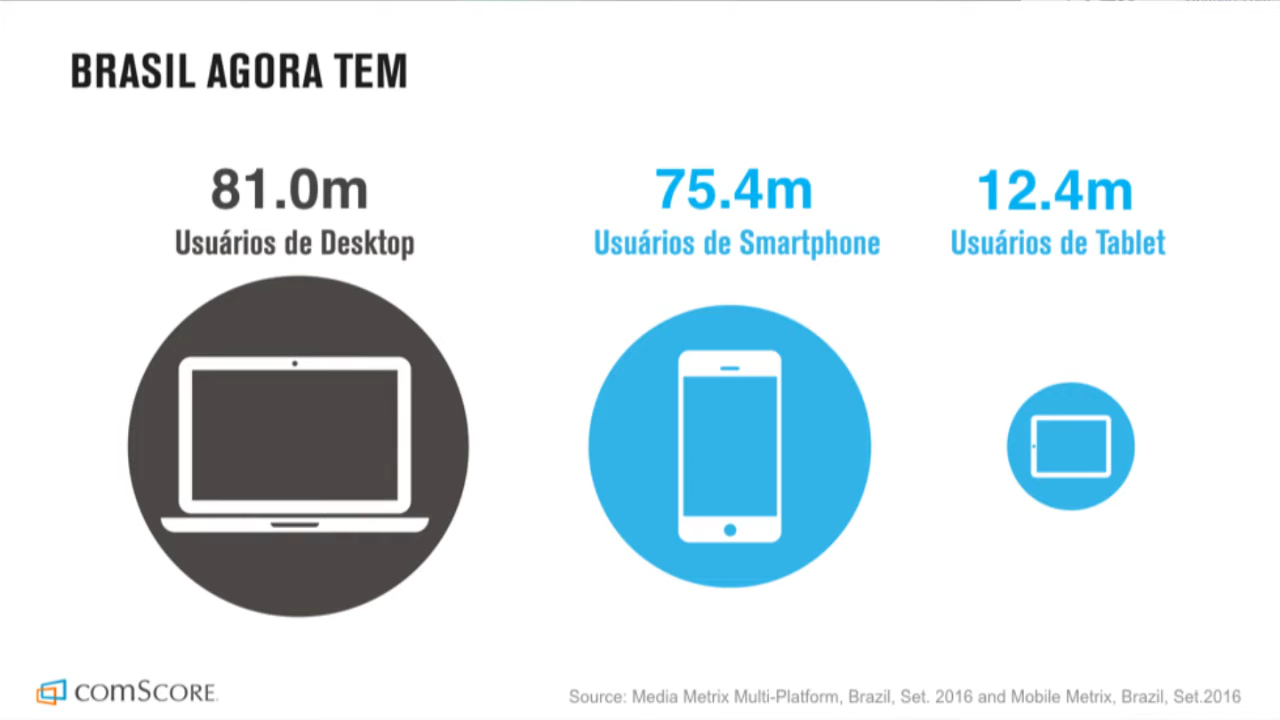 BRASIL AGORA TEM
81.0m
Usuários de Desktop
75.4m
Usuários de Smartphone
12.4m
Usuários de Tablet
comScore.
Source: Media Metrix Multi-Platform, Brazil, Set. 2016 and Mobile Metrix, Brazil, Set.2016